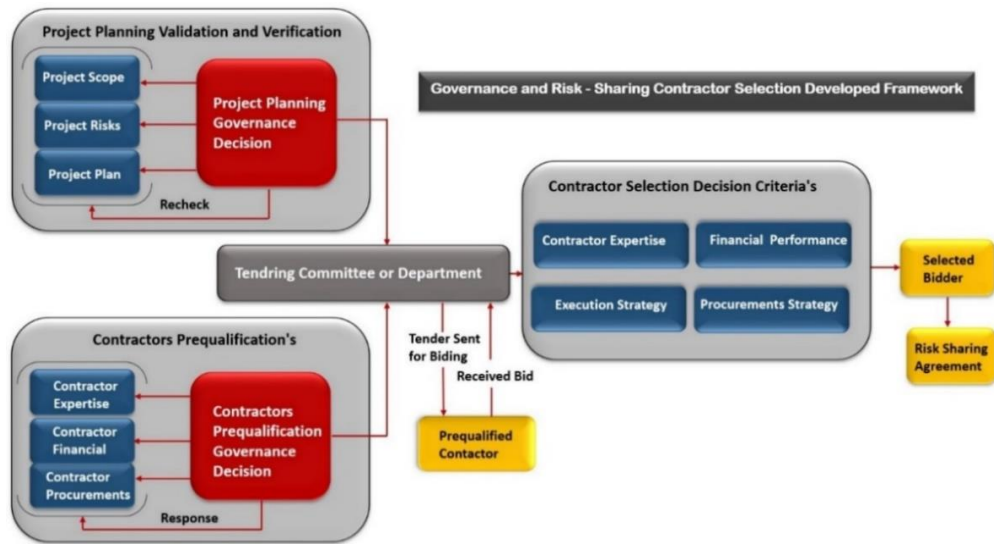 Project Planning Validation and Verification
Project Scope
Project Risks
Project Plan
Project Planning
Governance
Decision
Recheck
Governance and Risk - Sharing Contractor Selection Developed Framework
Tendring Committee or Department
Contractor Selection Decision Criteria's
Contractor Expertise
Financial Performance
Execution Strategy
Procurements Strategy
Selected
Bidder
Risk Sharing
Agreement
Tender Sent
for Biding
Received Bid
Prequalified
Contactor
Contractors Prequalification's
Contractor
Expertise
Contractor
Financial
Contractor
Procurements
Contractors
Prequalification
Governance
Decision
Response